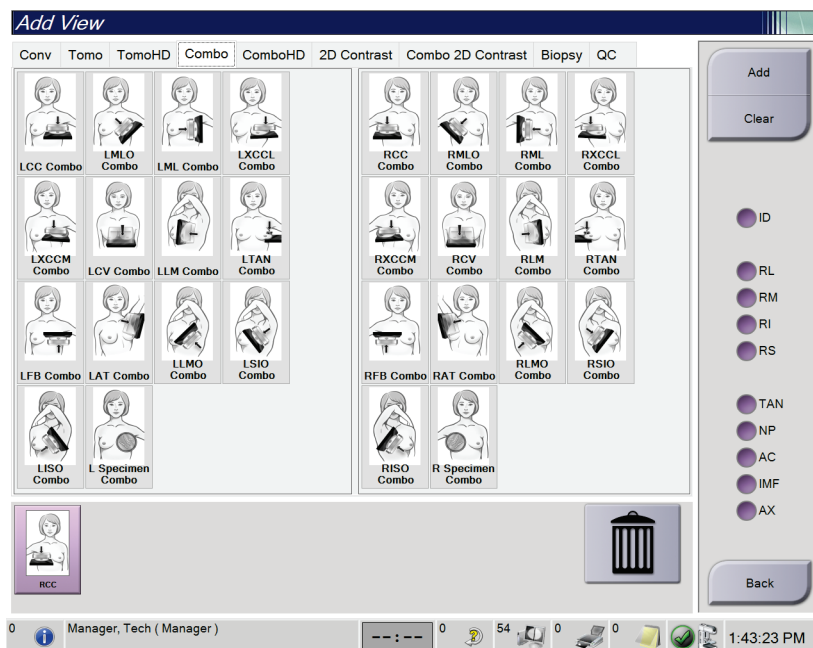 Add View
Conv Tomo TomoHD Combo ComboHD 2D Contrast Combo 2D Contrast Biopsy QC
LCC Combo
LMLO
Combo
LML Combo
LXCCL
Combo
RCC
Combo
RMLO
Combo
RML
Combo
RXCCL
Combo
LXCCM
Combo
LCV Combo
LLM Combo
LTAN
Combo
RXCCM
Combo
RCV
Combo
RLM
Combo
RTAN
Combo
LFB Combo
LAT Combo
LLMO
Combo
LSIO
Combo
RFB Combo
RAT Combo
RLMO
Combo
RSIO
Combo
LISO
Combo
L Specimen
Combo
RISO
Combo
R Specimen
Combo
Add
Clear
ID
RL
RM
RI
RS
TAN
NP
AC
IMF
AX
RCC
Back
0 Manager, Tech ( Manager ) --:-- 0 54 0 0 1:43:23 PM